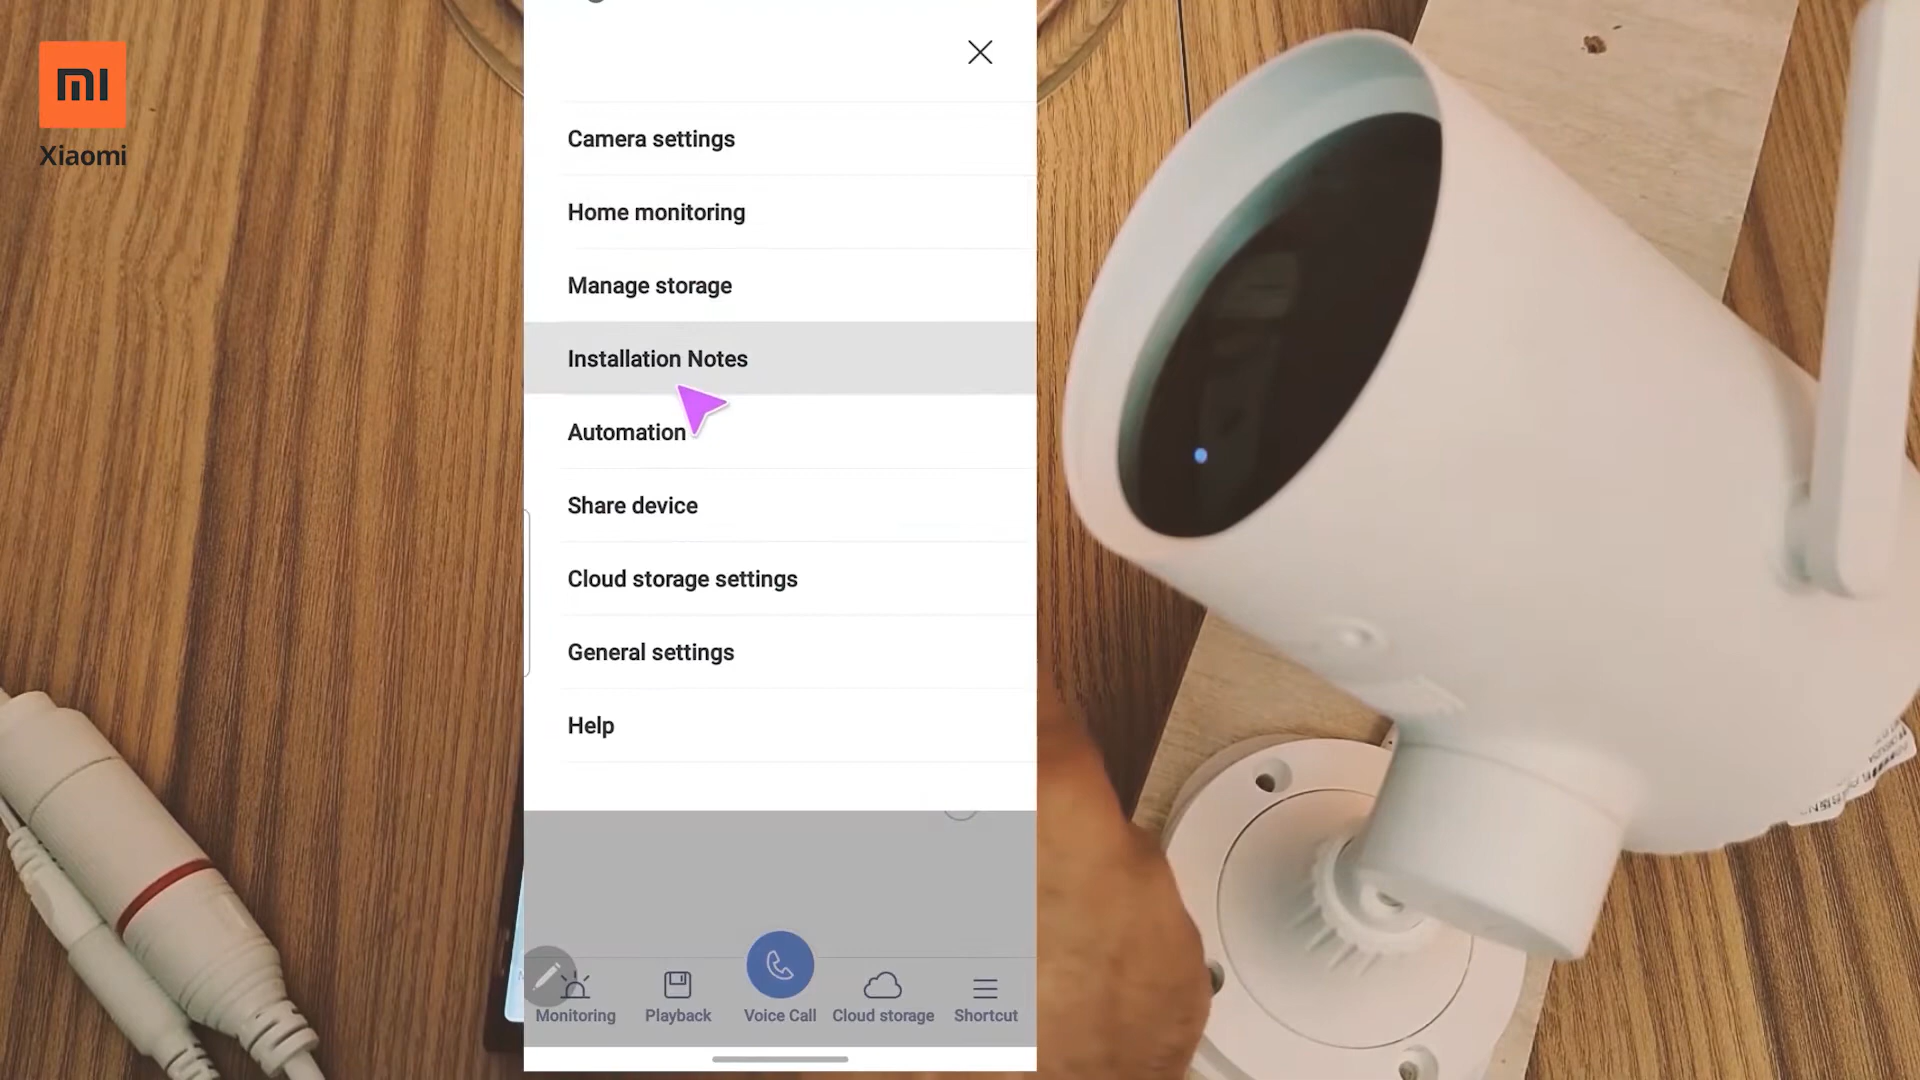 mi
Xiaomi
Camera settings
Home monitoring
Manage storage
Installation Notes
Automation
Share device
Cloud storage settings
General settings
Help
Monitoring
Playback
Voice Call
Cloud storage
Shortcut